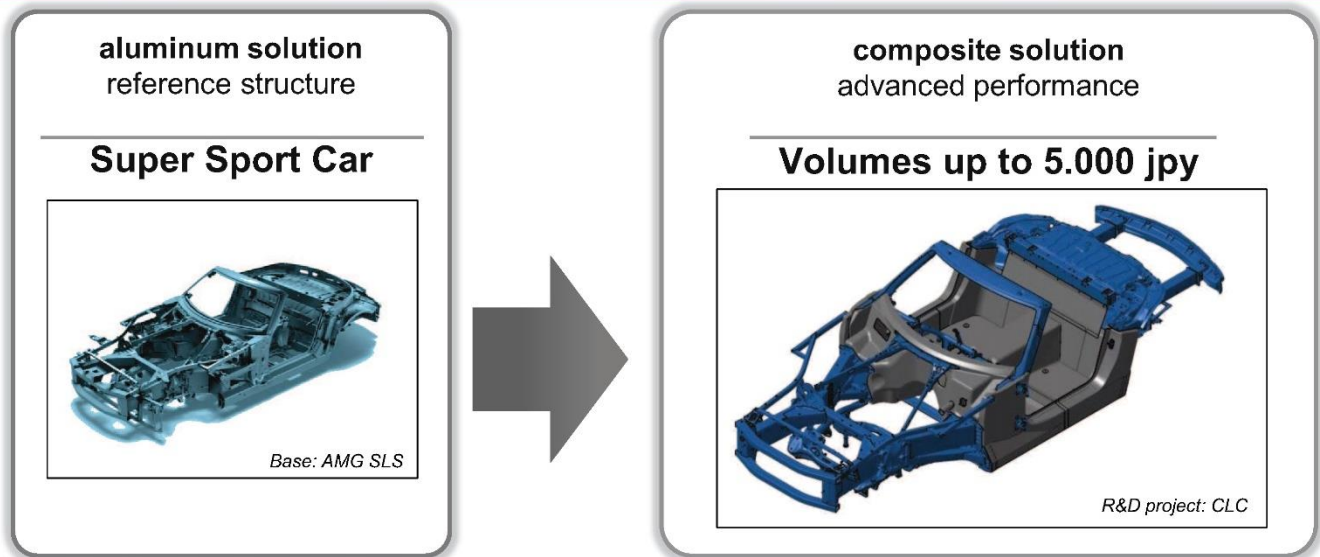 aluminum solution
reference structure
Super Sport Car
Base: AMG SLS
composite solution
advanced performance
Volumes up to 5.000 jpy
R&D project: CLC